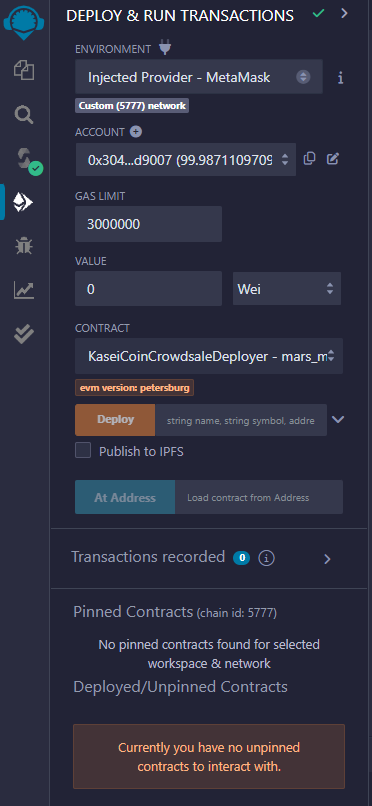 DEPLOY & RUN TRANSACTIONS
ENVIRONMENT
Injected Provider - MetaMask
Custom (5777) network
ACCOUNT
0x304...d9007 (99.9871109709
GAS LIMIT
3000000
VALUE
0
Wei
CONTRACT
KaseiCoinCrowdsaleDeployer - mars_m
evm version: petersburg
Deploy
string name, string symbol, addre
Publish to IPFS
At Address
Load contract from Address
Transactions recorded 0
Pinned Contracts (chain id: 5777)
No pinned contracts found for selected
workspace & network
Deployed/Unpinned Contracts
Currently you have no unpinned
contracts to interact with.